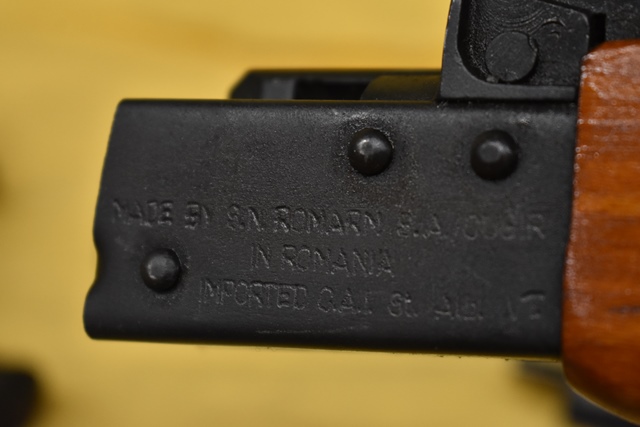 MADE BY S.N. ROMARM S.A./CUGIR
IN ROMANIA
IMPORTED C.A.I. St. Alb. VT